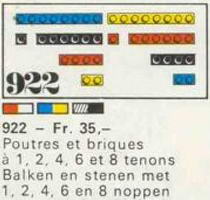 922
922 – Fr. 35,–
Poutres et briques
à 1, 2, 4, 6 et 8 tenons
Balken en stenen met
1, 2, 4, 6 en 8 noppen